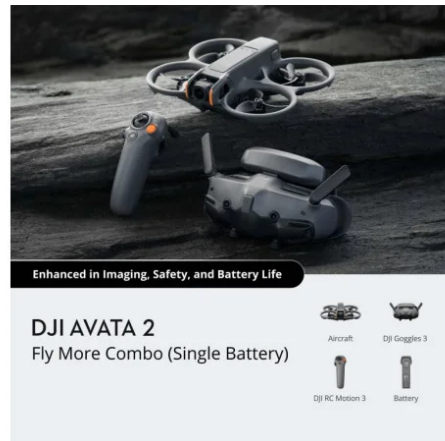 Enhanced in Imaging, Safety, and Battery Life
DJI AVATA 2
Fly More Combo (Single Battery)
Aircraft
DJI Goggles 3
DJI RC Motion 3
Battery